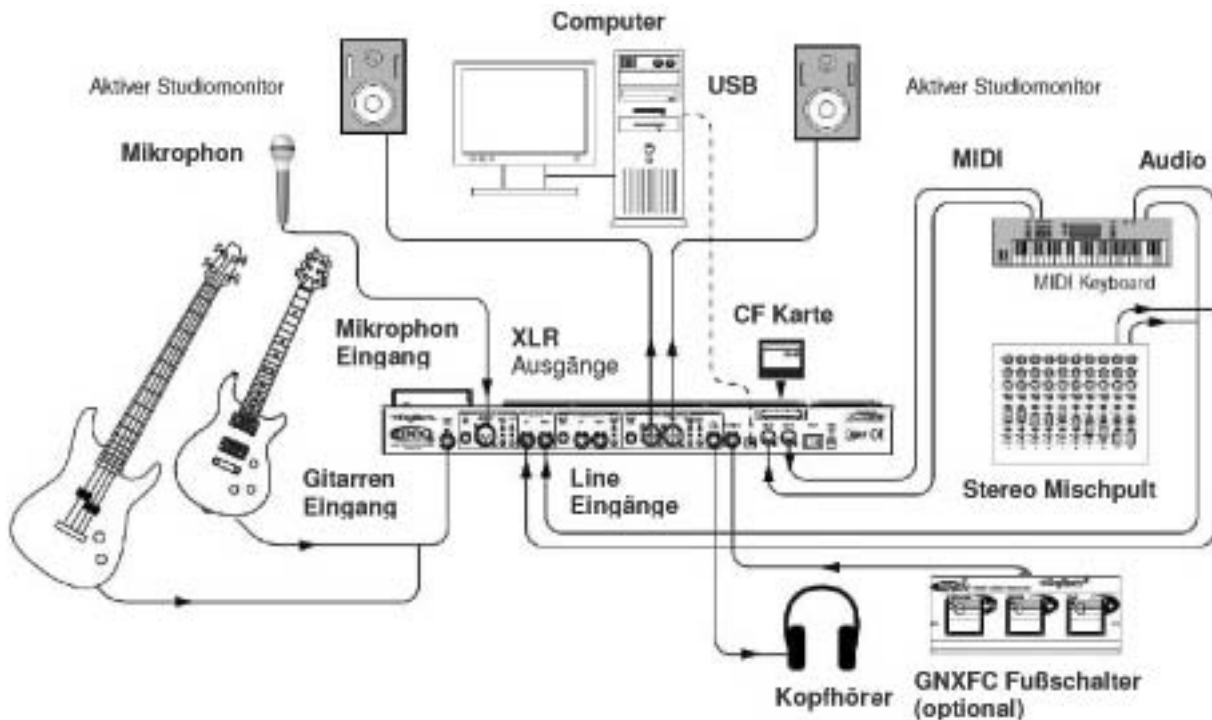 Computer
Aktiver Studiomonitor
USB
Aktiver Studiomonitor
Mikrophon
MIDI
Audio
MIDI Keyboard
Mikrophon
Eingang
XLR
Ausgänge
CF Karte
Gitarren
Eingang
Line
Eingänge
Stereo Mischpult
Kopfhörer
GNXFC Fußschalter
(optional)